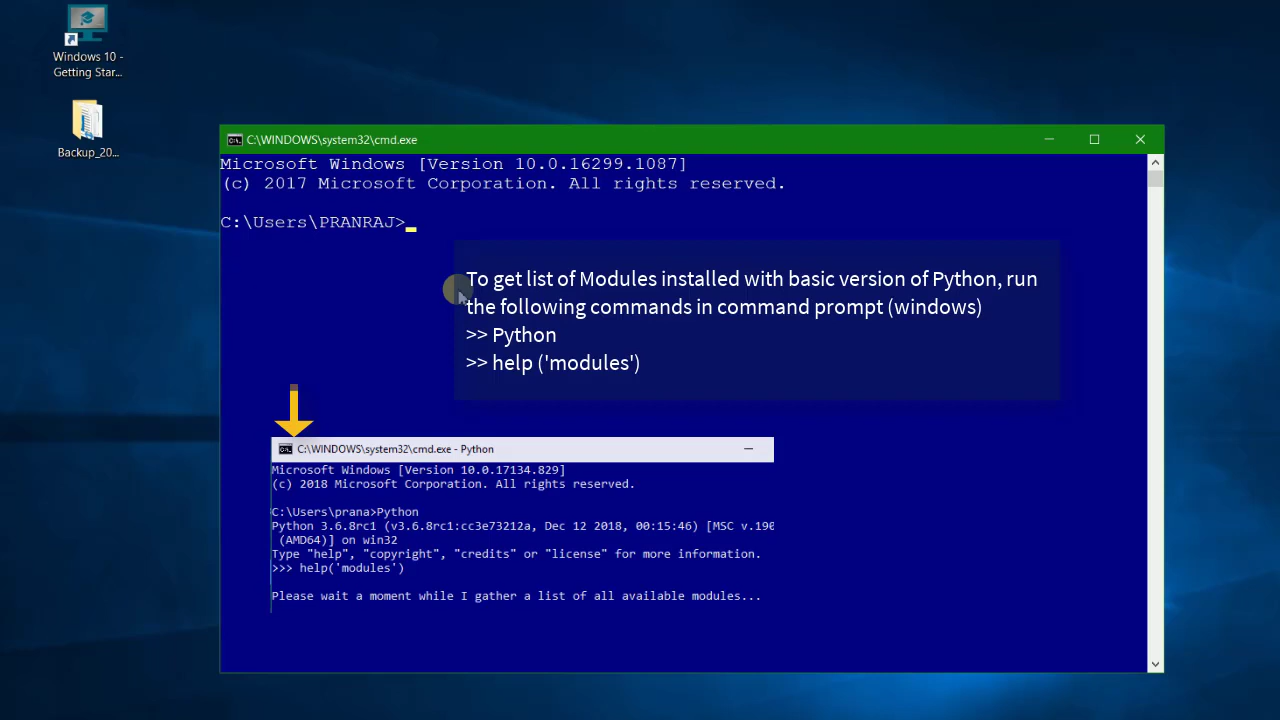 Windows 10 -
Getting Star...
Backup_20...
C:\WINDOWS\system32\cmd.exe
Microsoft Windows [Version 10.0.16299.1087]
(c) 2017 Microsoft Corporation. All rights reserved.
C:\Users\PRANRAJ>
To get list of Modules installed with basic version of Python, run
the following commands in command prompt (windows)
>> Python
>> help ('modules')
C:\WINDOWS\system32\cmd.exe - Python
Microsoft Windows [Version 10.0.17134.829]
(c) 2018 Microsoft Corporation. All rights reserved.
C:\Users\prana>Python
Python 3.6.8rc1 (v3.6.8rc1:cc3e73212a, Dec 12 2018, 00:15:46) [MSC v.190
(AMD64)] on win32
Type "help", "copyright", "credits" or "license" for more information.
>>> help('modules')
Please wait a moment while I gather a list of all available modules...